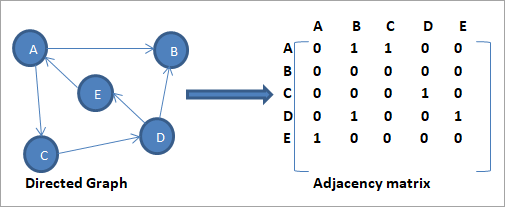 A B C D E
A 0 1 1 0 0
B 0 0 0 0 0
C 0 0 0 1 0
D 0 1 0 0 1
E 1 0 0 0 0
A
B
E
D
C
Directed Graph
Adjacency matrix